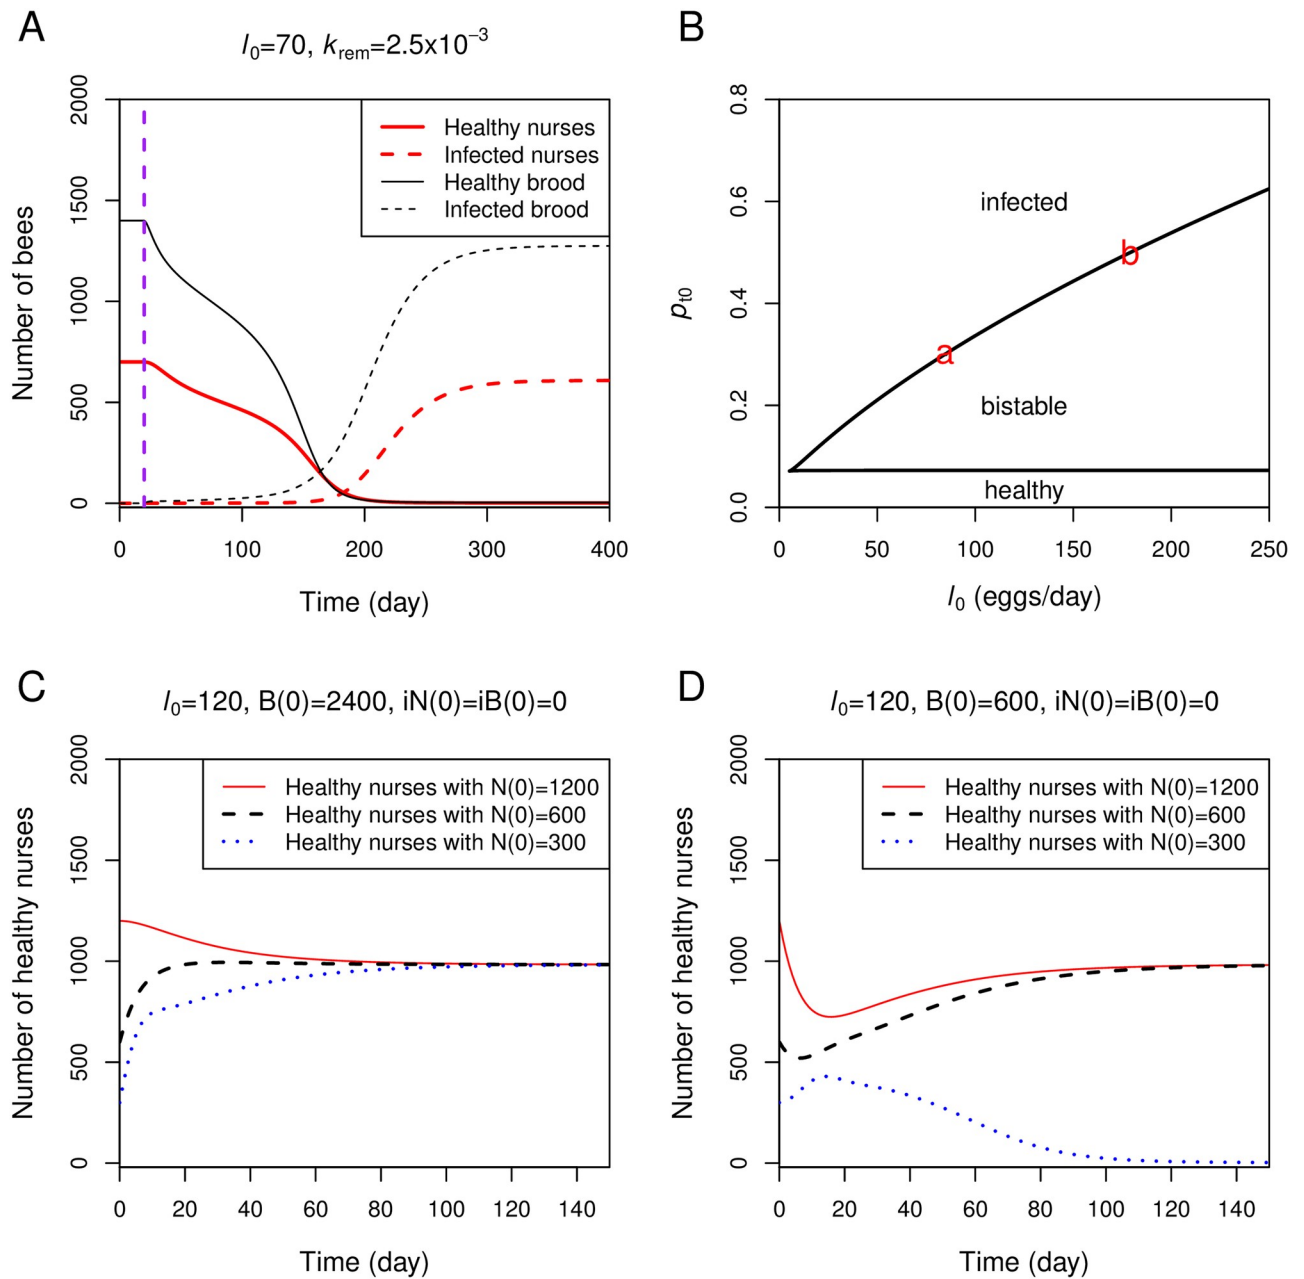 A
l0=70, krem=2.5x10−3
Number of bees
2000
1500
1000
500
0
Healthy nurses
Infected nurses
Healthy brood
Infected brood
0 100 200 300 400
Time (day)
B
pt0
0.8
0.6
0.4
0.2
0.0
infected
b
a
bistable
healthy
0 50 100 150 200 250
l0 (eggs/day)
C
l0=120, B(0)=2400, iN(0)=iB(0)=0
Number of healthy nurses
2000
1500
1000
500
0
Healthy nurses with N(0)=1200
Healthy nurses with N(0)=600
Healthy nurses with N(0)=300
0 20 40 60 80 100 120 140
Time (day)
D
l0=120, B(0)=600, iN(0)=iB(0)=0
Number of healthy nurses
2000
1500
1000
500
0
Healthy nurses with N(0)=1200
Healthy nurses with N(0)=600
Healthy nurses with N(0)=300
0 20 40 60 80 100 120 140
Time (day)